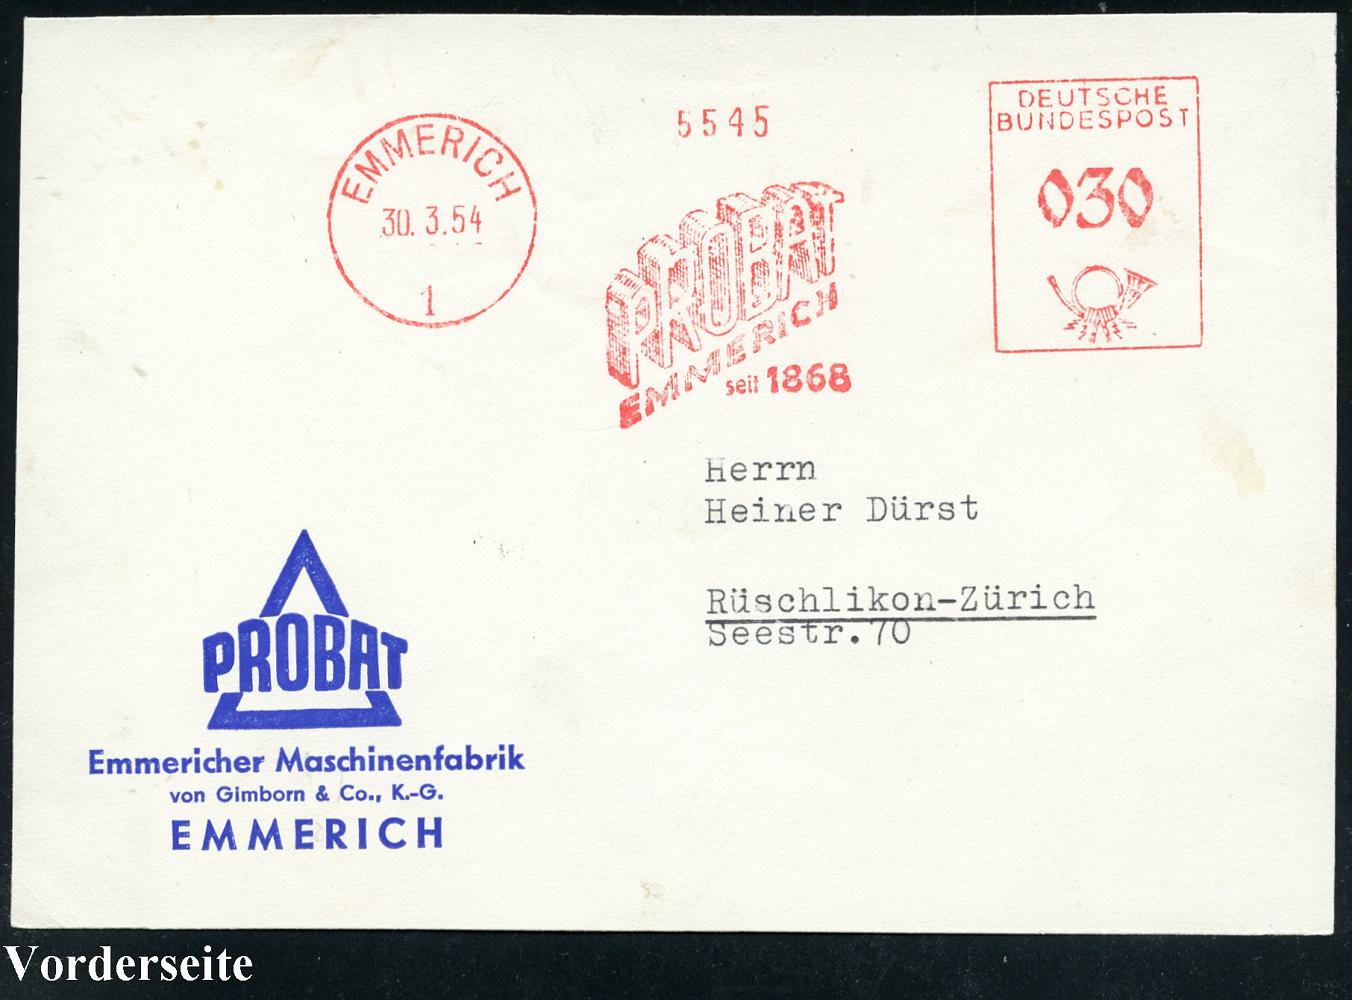 EMMERICH
30.3.54
1
5545
PROBAT
EMMERICH
seit 1868
DEUTSCHE
BUNDESPOST
030
Herrn
Heiner Dürst
Rüschlikon-Zürich
Seestr.70
PROBAT
Emmericher Maschinenfabrik
von Gimborn & Co., K.-G.
EMMERICH
Vorderseite